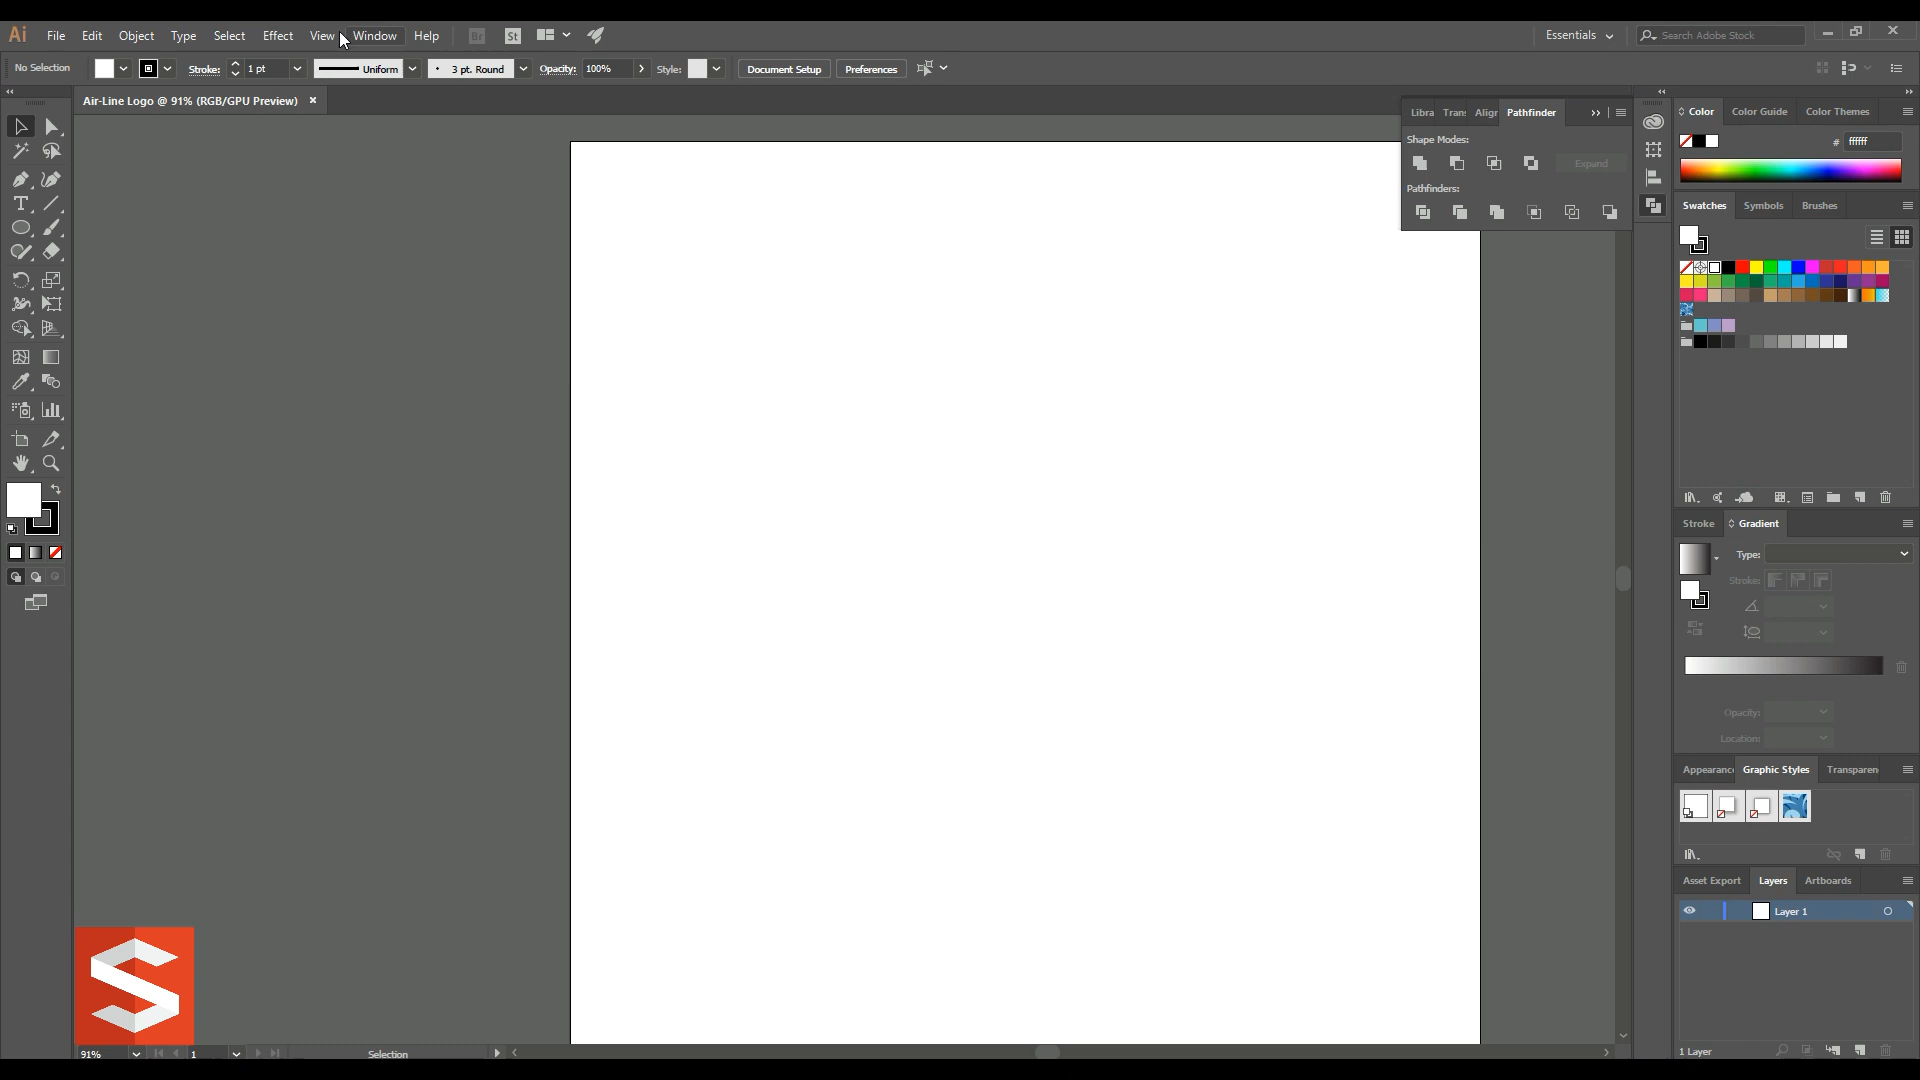 Ai File Edit Object Type Select Effect View Window Help Br St Essentials Search Adobe Stock
No Selection Stroke: 1 pt Uniform 3 pt. Round Opacity: 100% Style: Document Setup Preferences
Air-Line Logo @ 91% (RGB/GPU Preview) ×
Libra Trans Align Pathfinder
Shape Modes:
Expand
Pathfinders:
Color Color Guide Color Themes
# ffffff
Swatches Symbols Brushes
Stroke Gradient
Type:
Stroke:
Opacity:
Location:
Appearanc Graphic Styles Transparen
Asset Export Layers Artboards
Layer 1
1 Layer
S
91% 1 Selection